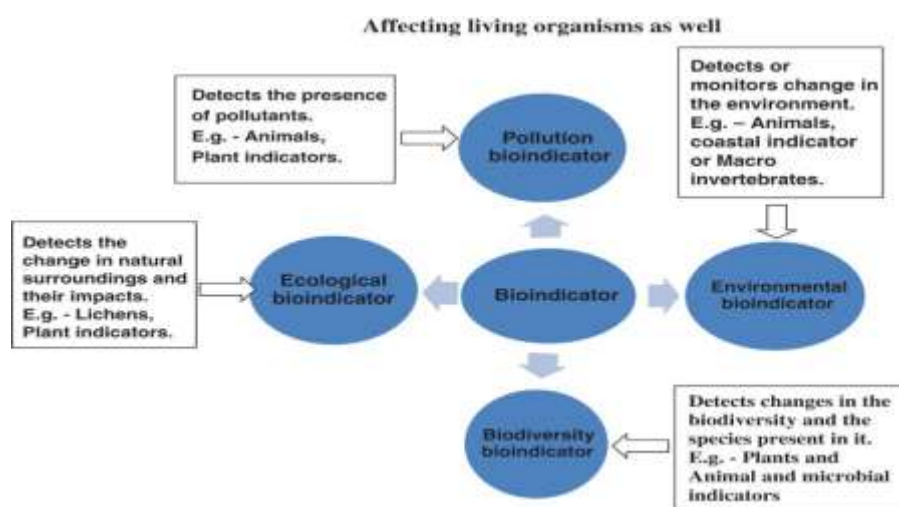 Affecting living organisms as well
Detects the presence
of pollutants.
E.g. - Animals,
Plant indicators.
Pollution
bioindicator
Detects or
monitors change in
the environment.
E.g. – Animals,
coastal indicator
or Macro
invertebrates.
Detects the
change in natural
surroundings and
their impacts.
E.g. - Lichens,
Plant indicators.
Ecological
bioindicator
Bioindicator
Environmental
bioindicator
Biodiversity
bioindicator
Detects changes in the
biodiversity and the
species present in it.
E.g. - Plants and
Animal and microbial
indicators